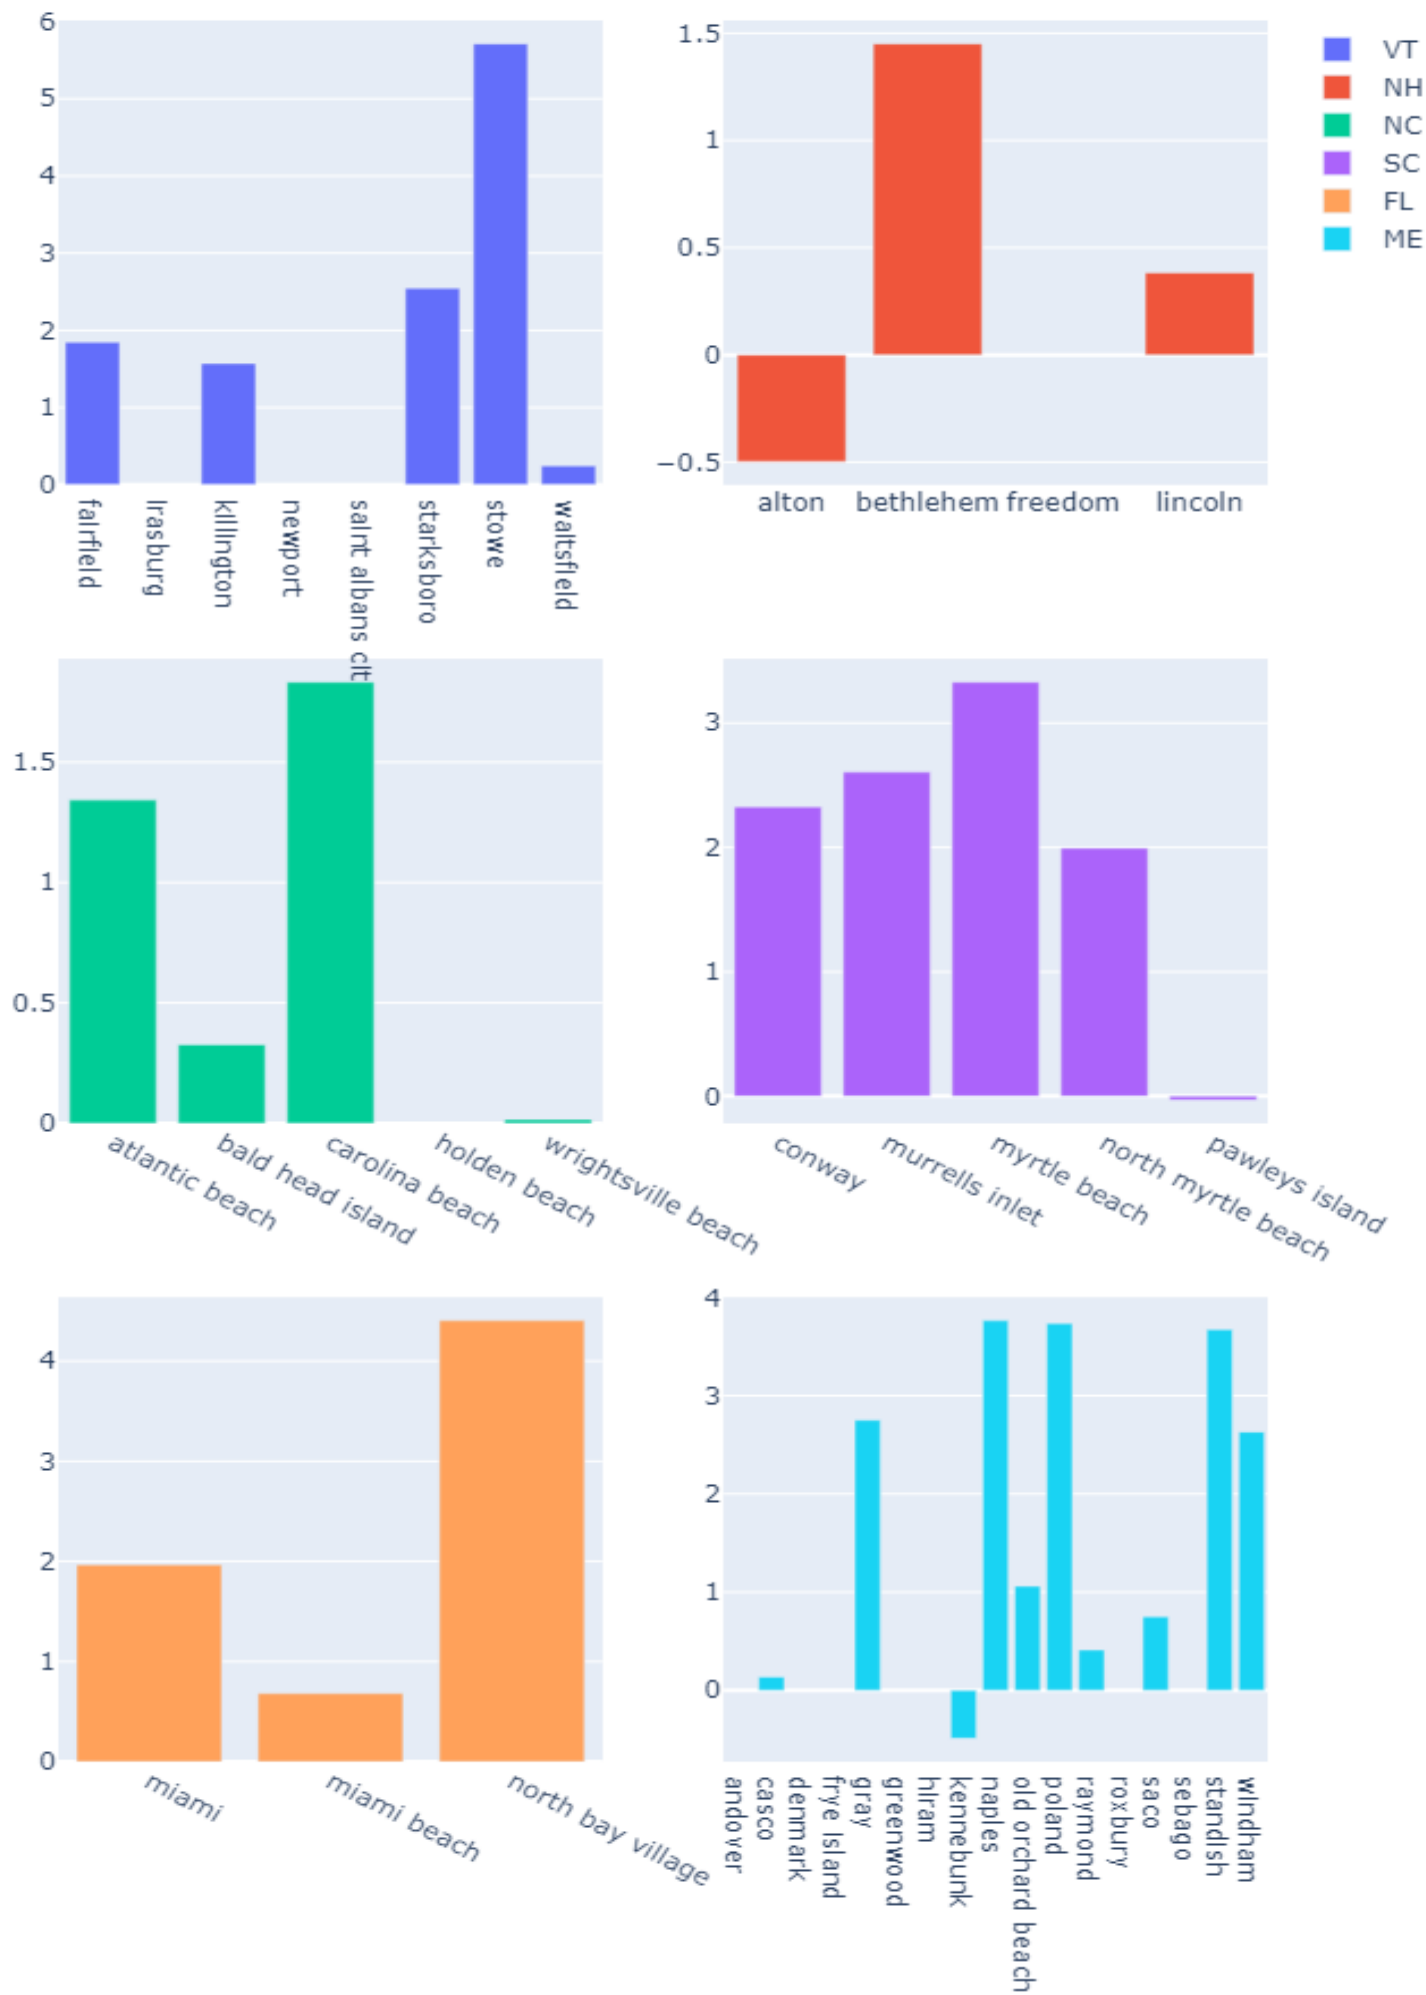 6
5
4
3
2
1
0
fairfield
irasburg
killington
newport
saint albans cit
starksboro
stowe
waitsfield
1.5
1
0.5
0
−0.5
alton
bethlehem
freedom
lincoln
VT
NH
NC
SC
FL
ME
1.5
1
0.5
0
atlantic beach
bald head island
carolina beach
holden beach
wrightsville beach
3
2
1
0
conway
murrells inlet
myrtle beach
north myrtle beach
pawleys island
4
3
2
1
0
miami
miami beach
north bay village
4
3
2
1
0
andover
casco
denmark
frye island
gray
greenwood
hiram
kennebunk
naples
old orchard beach
poland
raymond
roxbury
saco
sebago
standish
windham